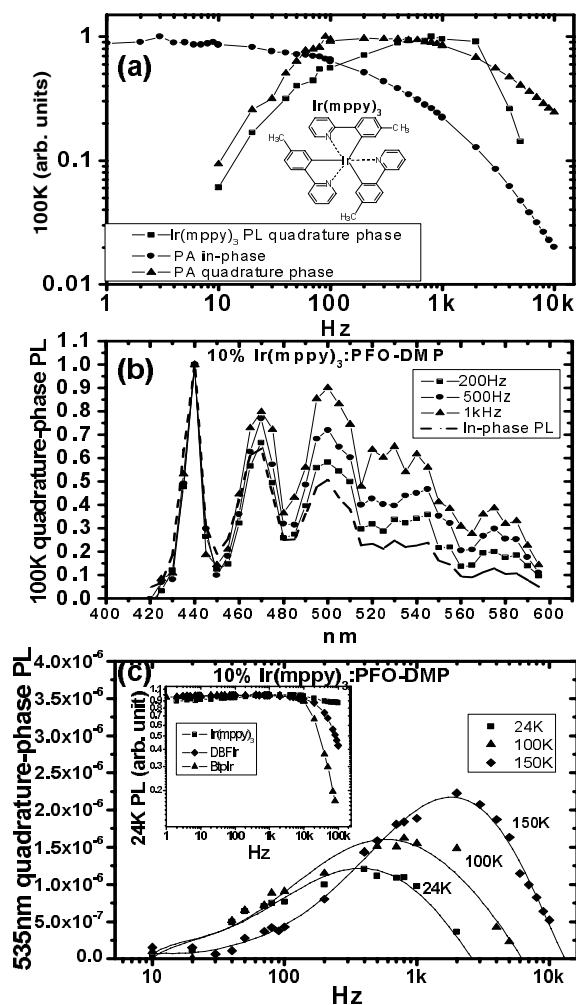 (a)
100K (arb. units)
1
0.1
0.01
Ir(mppy)3
H3C
CH3
N
N
Ir
N
H3C
Ir(mppy)3 PL quadrature phase
PA in-phase
PA quadrature phase
1 10 100 1k 10k
Hz
(b)
10% Ir(mppy)3:PFO-DMP
100K quadrature-phase PL
1.1
1.0
0.9
0.8
0.7
0.6
0.5
0.4
0.3
0.2
0.1
0.0
200Hz
500Hz
1kHz
In-phase PL
400 420 440 460 480 500 520 540 560 580 600
nm
(c)
10% Ir(mppy)3:PFO-DMP
535nm quadrature-phase PL
4.0x10-6
3.5x10-6
3.0x10-6
2.5x10-6
2.0x10-6
1.5x10-6
1.0x10-6
5.0x10-7
0
24K PL (arb. unit)
Ir(mppy)3
DBFIr
BtpIr
1 10 100 1k 10k 100k
Hz
24K
100K
150K
150K
100K
24K
10 100 1k 10k
Hz